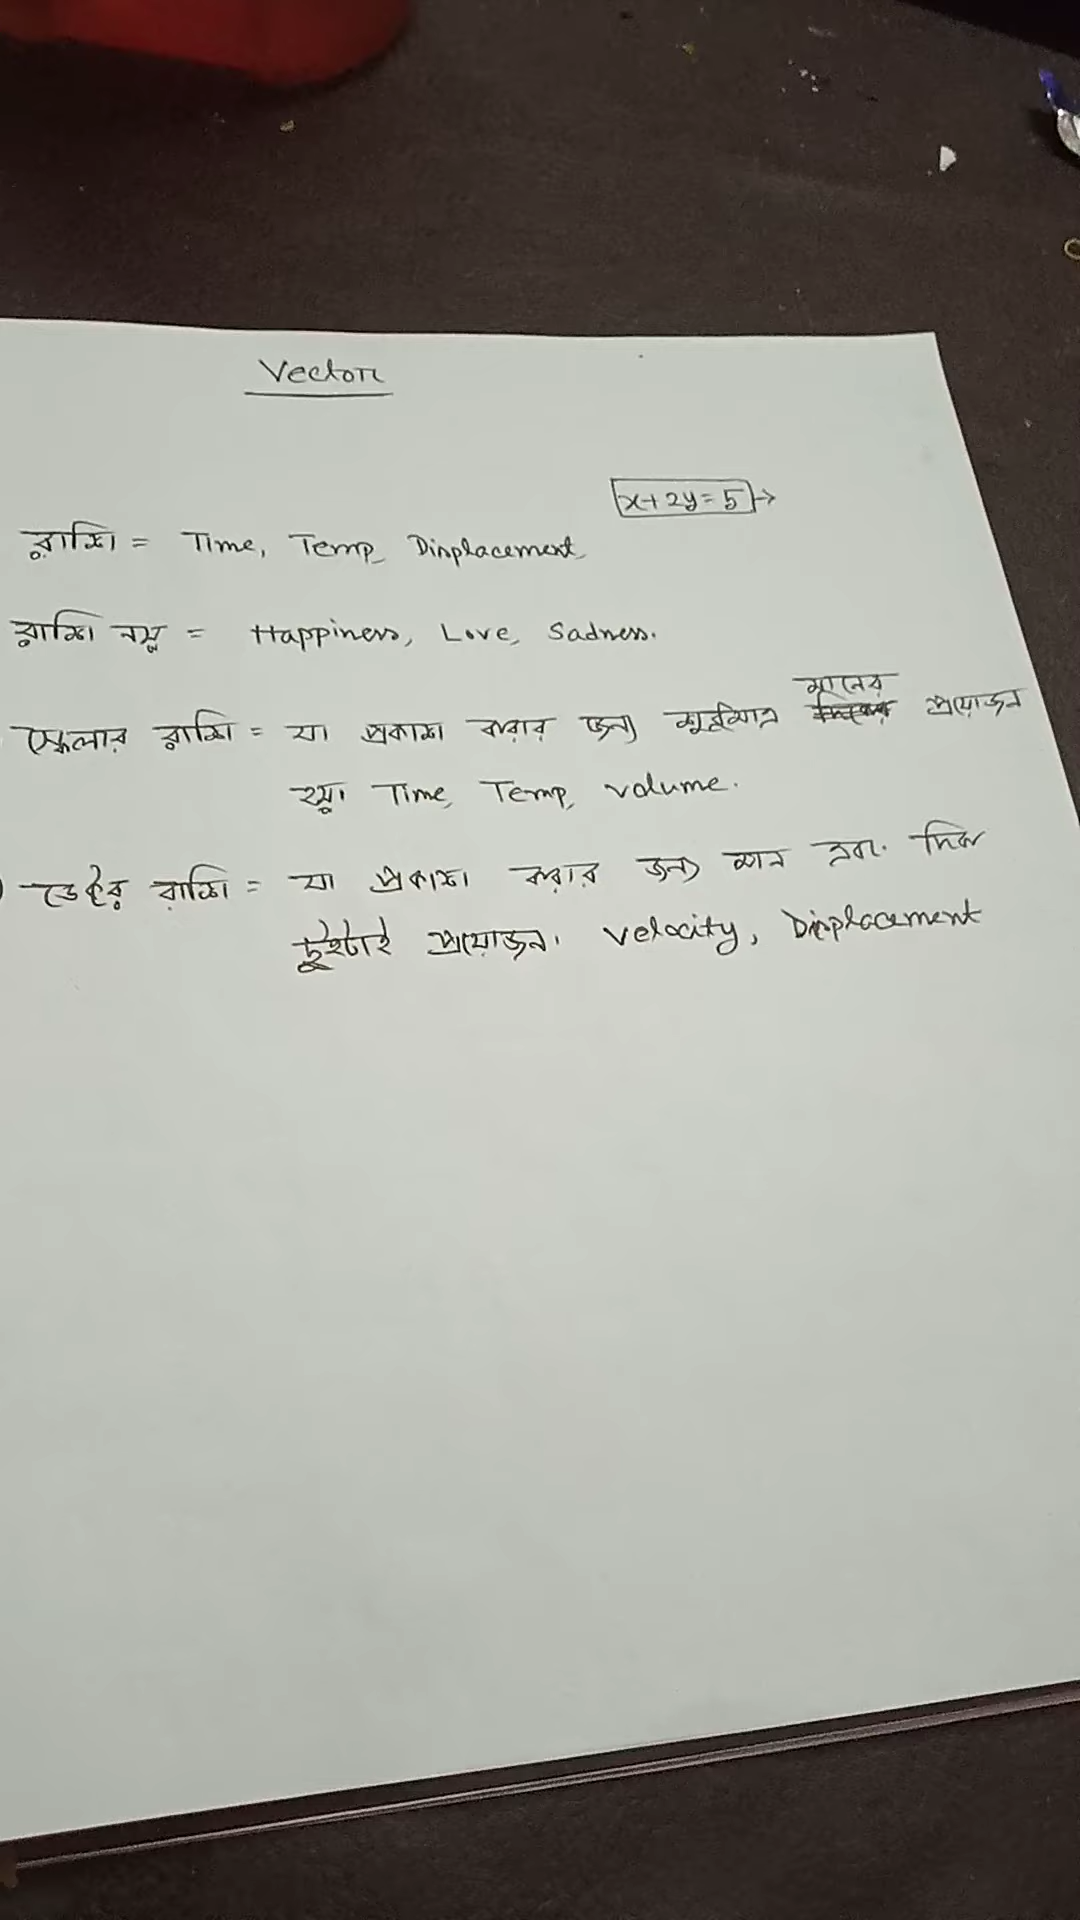 Vector
x+2y=5 →
রাশি = Time, Temp, Displacement
রাশি নয় = Happiness, Love, Sadness.
মানের
স্কেলার রাশি = যা প্রকাশ করার জন্য শুধুমাত্র প্রয়োজন
হয়। Time, Temp, volume.
ভেক্টর রাশি = যা প্রকাশ করার জন্য মান এবং দিক
দুইটাই প্রয়োজন। velocity, Displacement